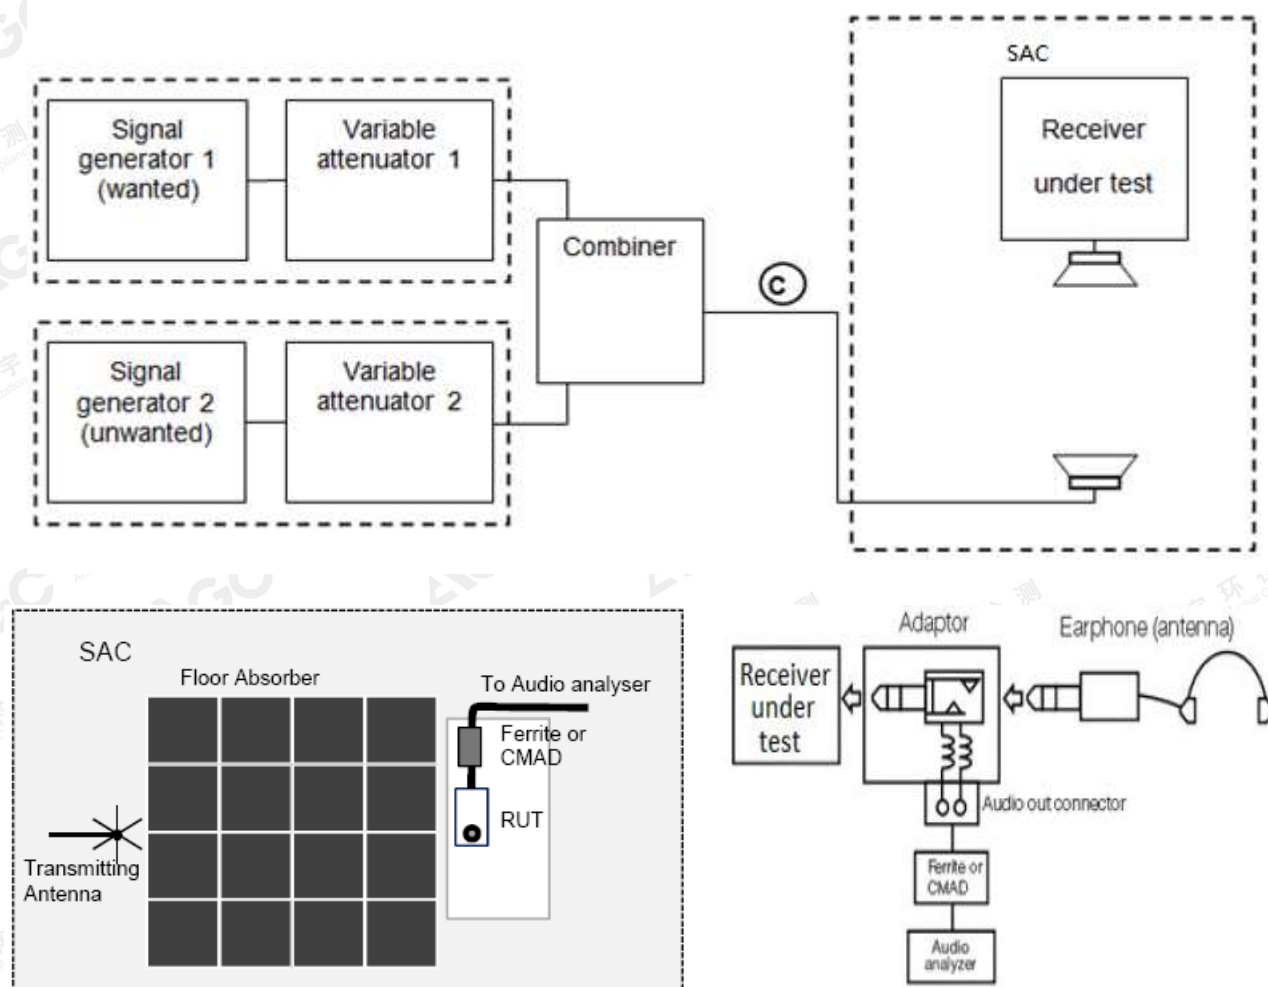 SAC
Signal
generator 1
(wanted)
Variable
attenuator 1
Combiner
C
Receiver
under test
Signal
generator 2
(unwanted)
Variable
attenuator 2
SAC
Floor Absorber
To Audio analyser
Ferrite or
CMAD
RUT
Transmitting
Antenna
Adaptor
Earphone (antenna)
Receiver
under
test
Audio out connector
Ferrite or
CMAD
Audio
analyzer